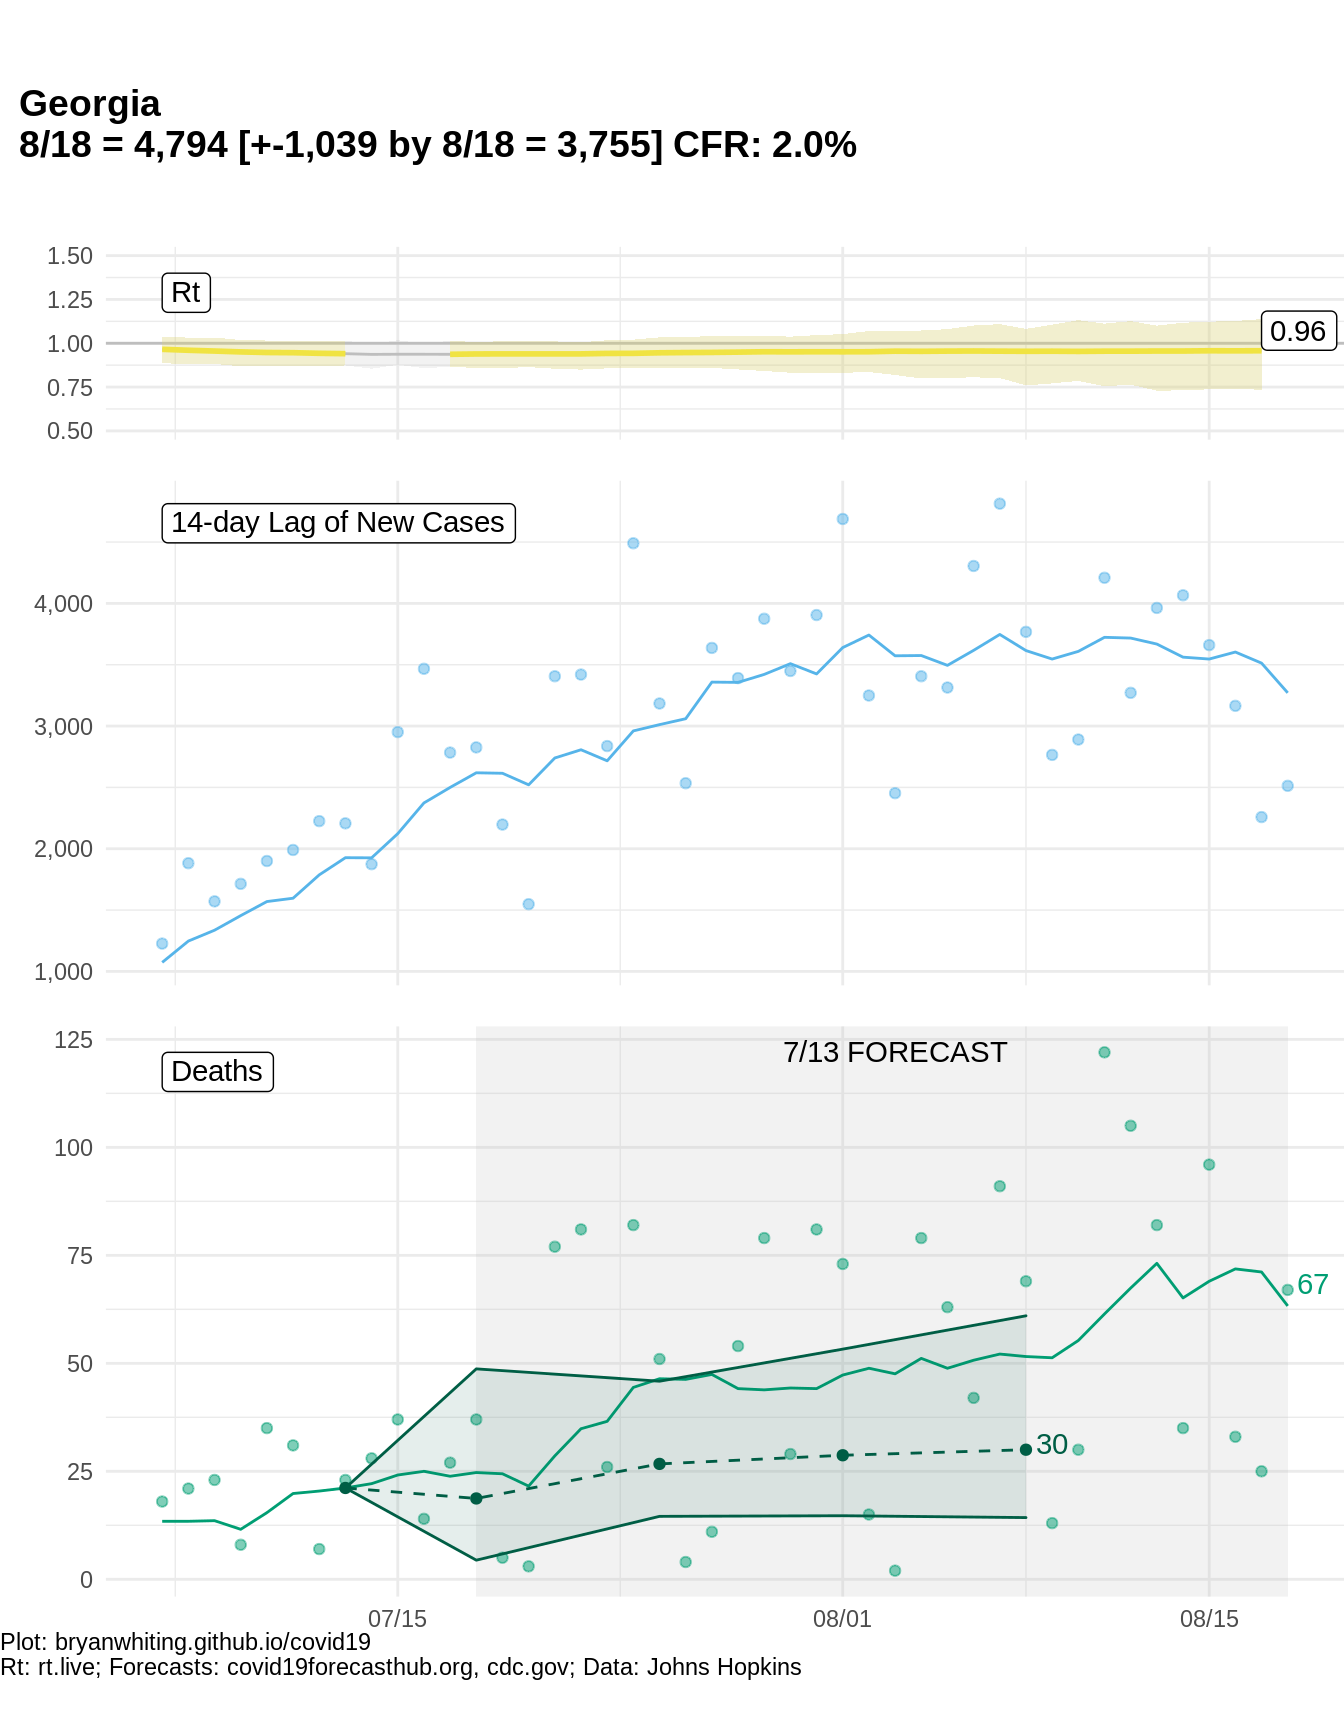 Georgia
8/18 = 4,794 [+-1,039 by 8/18 = 3,755] CFR: 2.0%
1.50
Rt
1.25
0.96
1.00
0.75
0.50
14-day Lag of New Cases
4,000
3,000
2,000
1,000
125
7/13 FORECAST
Deaths
100
75
67
50
30
25
0
07/15 08/01 08/15
Plot: bryanwhiting.github.io/covid19
Rt: rt.live; Forecasts: covid19forecasthub.org, cdc.gov; Data: Johns Hopkins